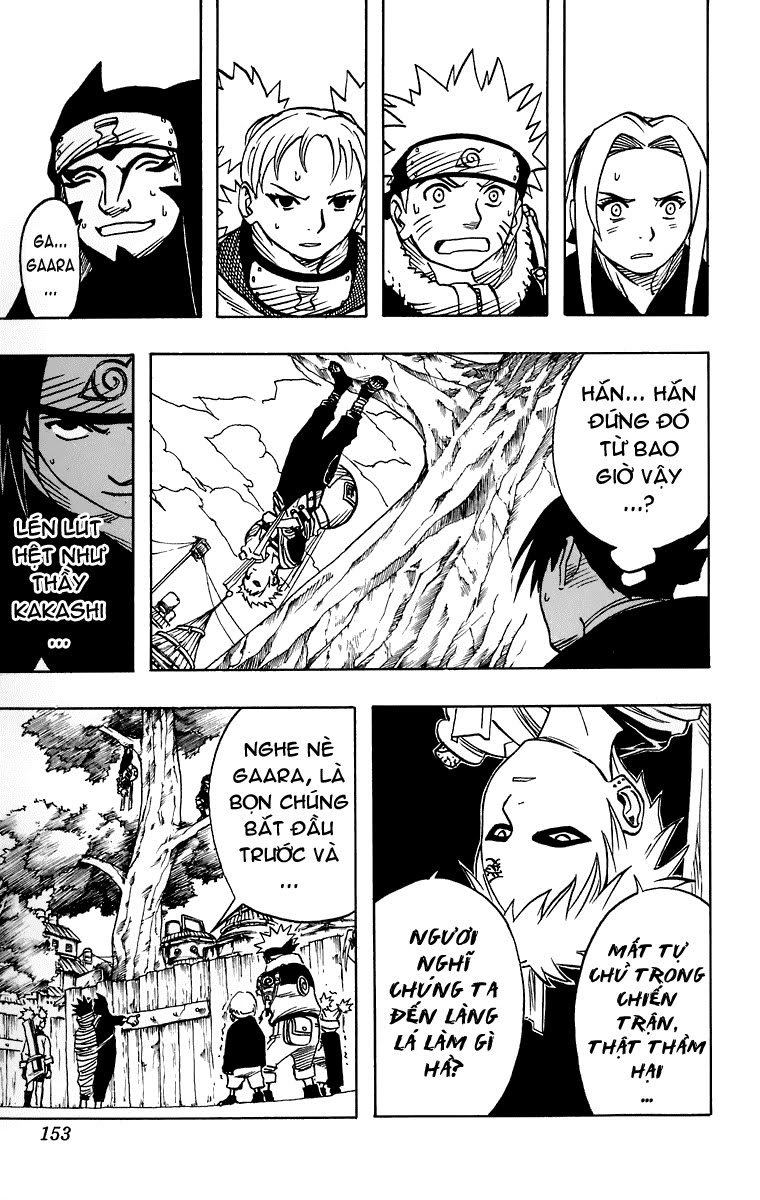 GA...
GAARA
...
HẮN... HẮN
ĐỨNG ĐÓ
TỪ BAO
GIỜ VẬY
...?
LÉN LÚT
HỆT NHƯ
THẦY
KAKASHI
...
MẤT TỰ
CHỦ TRONG
CHIẾN
TRẬN,
THẬT THẢM
HẠI
...
NGƯƠI
NGHĨ
CHÚNG TA
ĐẾN LÀNG
LÁ LÀM GÌ
HẢ?
NGHE NÈ
GAARA, LÀ
BỌN CHÚNG
BẮT ĐẦU
TRƯỚC VÀ
...
153